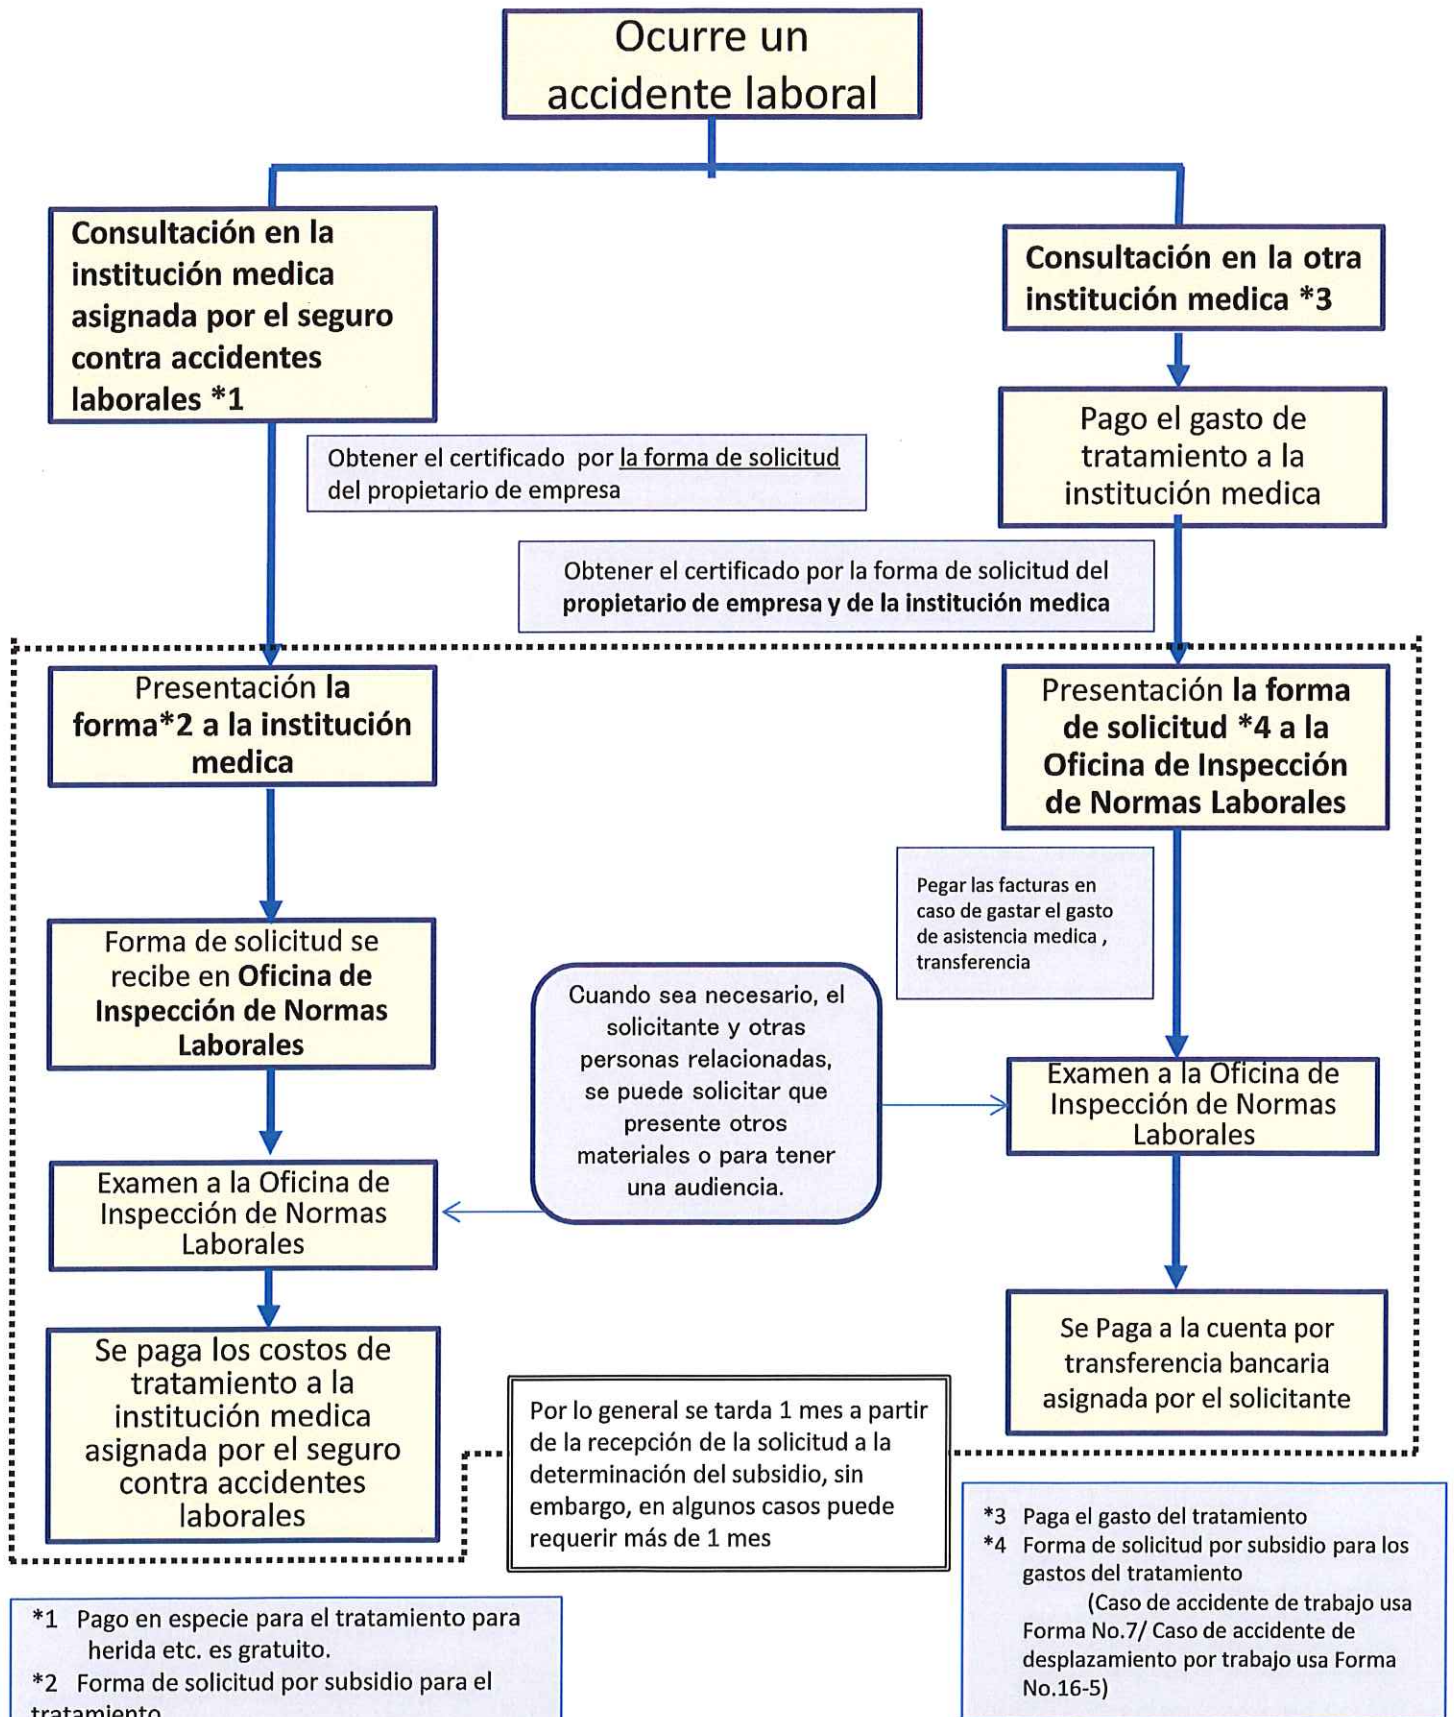 Ocurre un
accidente laboral
Consultación en la
institución medica
asignada por el seguro
contra accidentes
laborales *1
Consultación en la otra
institución medica *3
Pago el gasto de
tratamiento a la
institución medica
Obtener el certificado por la forma de solicitud
del propietario de empresa
Obtener el certificado por la forma de solicitud del
propietario de empresa y de la institución medica
Presentación la
forma*2 a la institución
medica
Presentación la forma
de solicitud *4 a la
Oficina de Inspección
de Normas Laborales
Pegar las facturas en
caso de gastar el gasto
de asistencia medica ,
transferencia
Forma de solicitud se
recibe en Oficina de
Inspección de Normas
Laborales
Cuando sea necesario, el
solicitante y otras
personas relacionadas,
se puede solicitar que
presente otros
materiales o para tener
una audiencia.
Examen a la Oficina de
Inspección de Normas
Laborales
Examen a la Oficina de
Inspección de Normas
Laborales
Se paga los costos de
tratamiento a la
institución medica
asignada por el seguro
contra accidentes
laborales
Se Paga a la cuenta por
transferencia bancaria
asignada por el solicitante
Por lo general se tarda 1 mes a partir
de la recepción de la solicitud a la
determinación del subsidio, sin
embargo, en algunos casos puede
requerir más de 1 mes
*1 Pago en especie para el tratamiento para
herida etc. es gratuito.
*2 Forma de solicitud por subsidio para el
tratamiento
*3 Paga el gasto del tratamiento
*4 Forma de solicitud por subsidio para los
gastos del tratamiento
(Caso de accidente de trabajo usa
Forma No.7/ Caso de accidente de
desplazamiento por trabajo usa Forma
No.16-5)